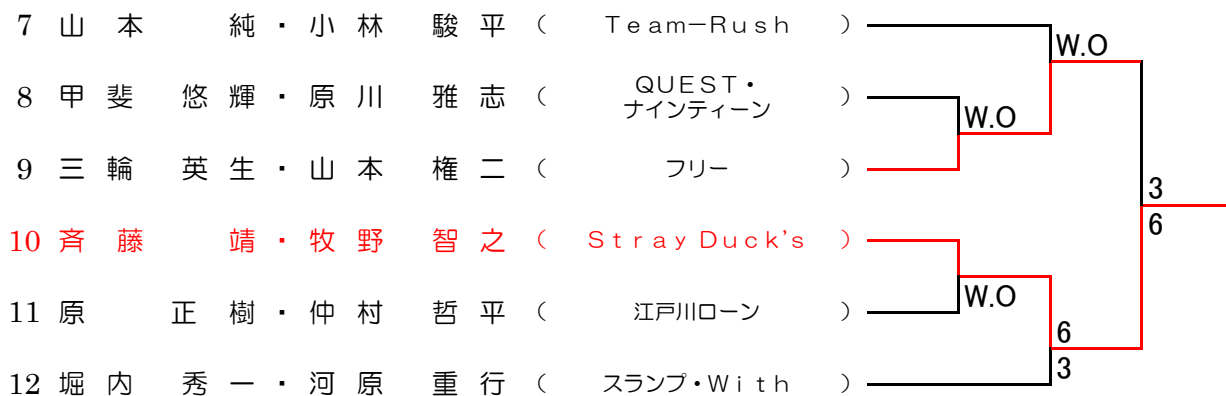 7 山本 純・小林 駿平 ( Team-Rush )
W.O
8 甲斐 悠輝・原川 雅志 ( QUEST・
ナインティーン )
W.O
9 三輪 英生・山本 権二 ( フリー )
3
10 斉藤 靖・牧野 智之 ( Stray Duck's )
6
W.O
11 原 正樹・仲村 哲平 ( 江戸川ローン )
6
3
12 堀内 秀一・河原 重行 ( スランプ・With )